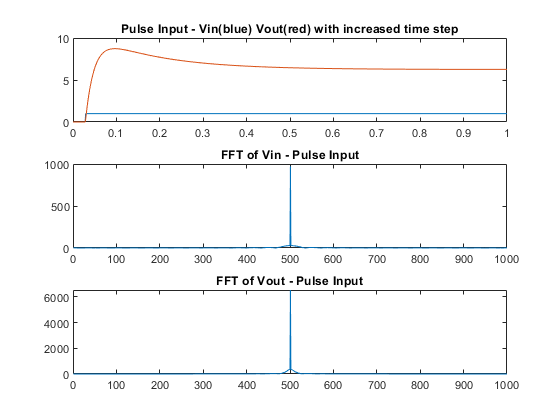 Pulse Input - Vin(blue) Vout(red) with increased time step
10
5
0
0 0.1 0.2 0.3 0.4 0.5 0.6 0.7 0.8 0.9 1
FFT of Vin - Pulse Input
1000
500
0
0 100 200 300 400 500 600 700 800 900 1000
FFT of Vout - Pulse Input
6000
4000
2000
0
0 100 200 300 400 500 600 700 800 900 1000